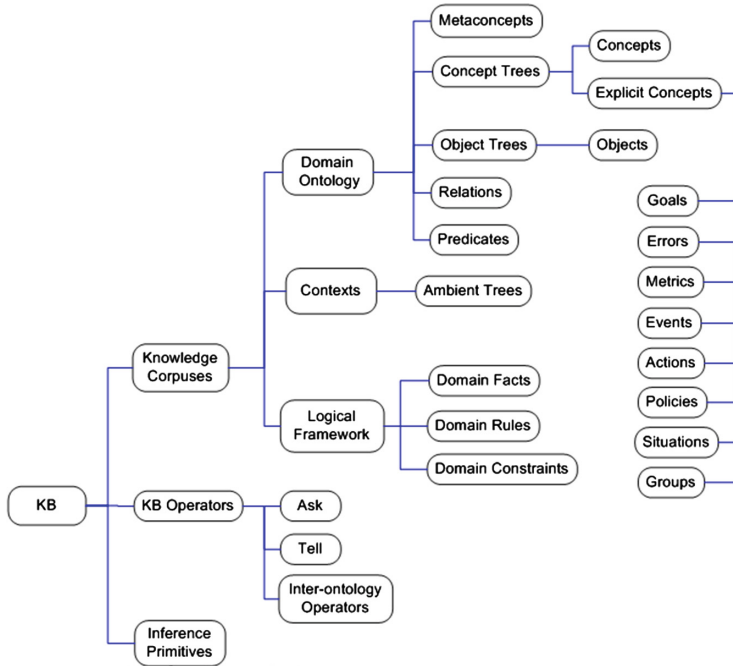 Metaconcepts
Concepts
Concept Trees
Explicit Concepts
Domain
Ontology
Object Trees
Objects
Relations
Goals
Predicates
Errors
Contexts
Ambient Trees
Metrics
Events
Knowledge
Corpuses
Actions
Domain Facts
Policies
Logical
Framework
Domain Rules
Situations
Domain Constraints
Groups
KB
KB Operators
Ask
Tell
Inter-ontology
Operators
Inference
Primitives